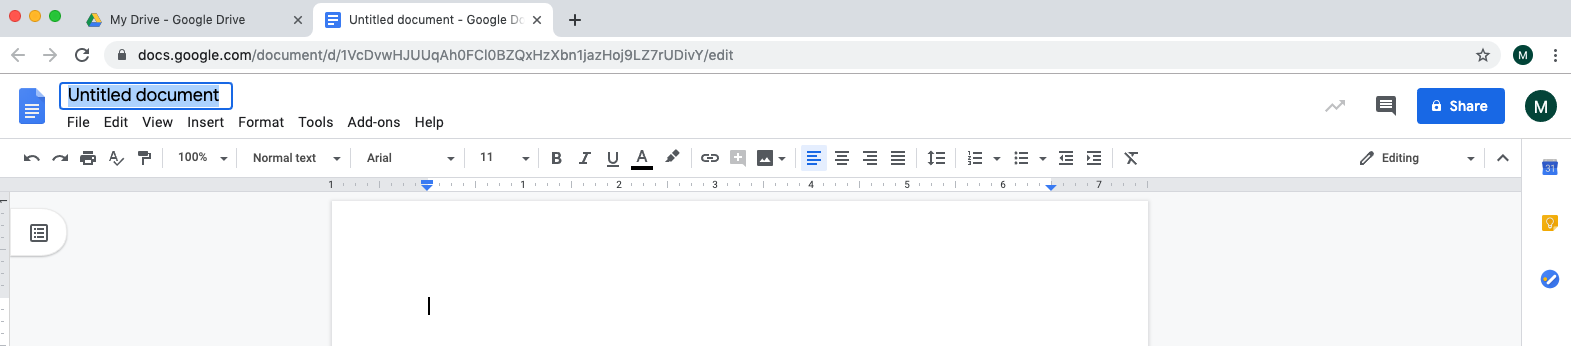 My Drive - Google Drive
Untitled document - Google Do
docs.google.com/document/d/1VcDvwHJUUqAh0FCl0BZQxHzXbn1jazHoj9LZ7rUDivY/edit
M
Untitled document
File Edit View Insert Format Tools Add-ons Help
Share
M
100% Normal text Arial 11 B I U A Editing
1 1 2 3 4 5 6 7
31
1